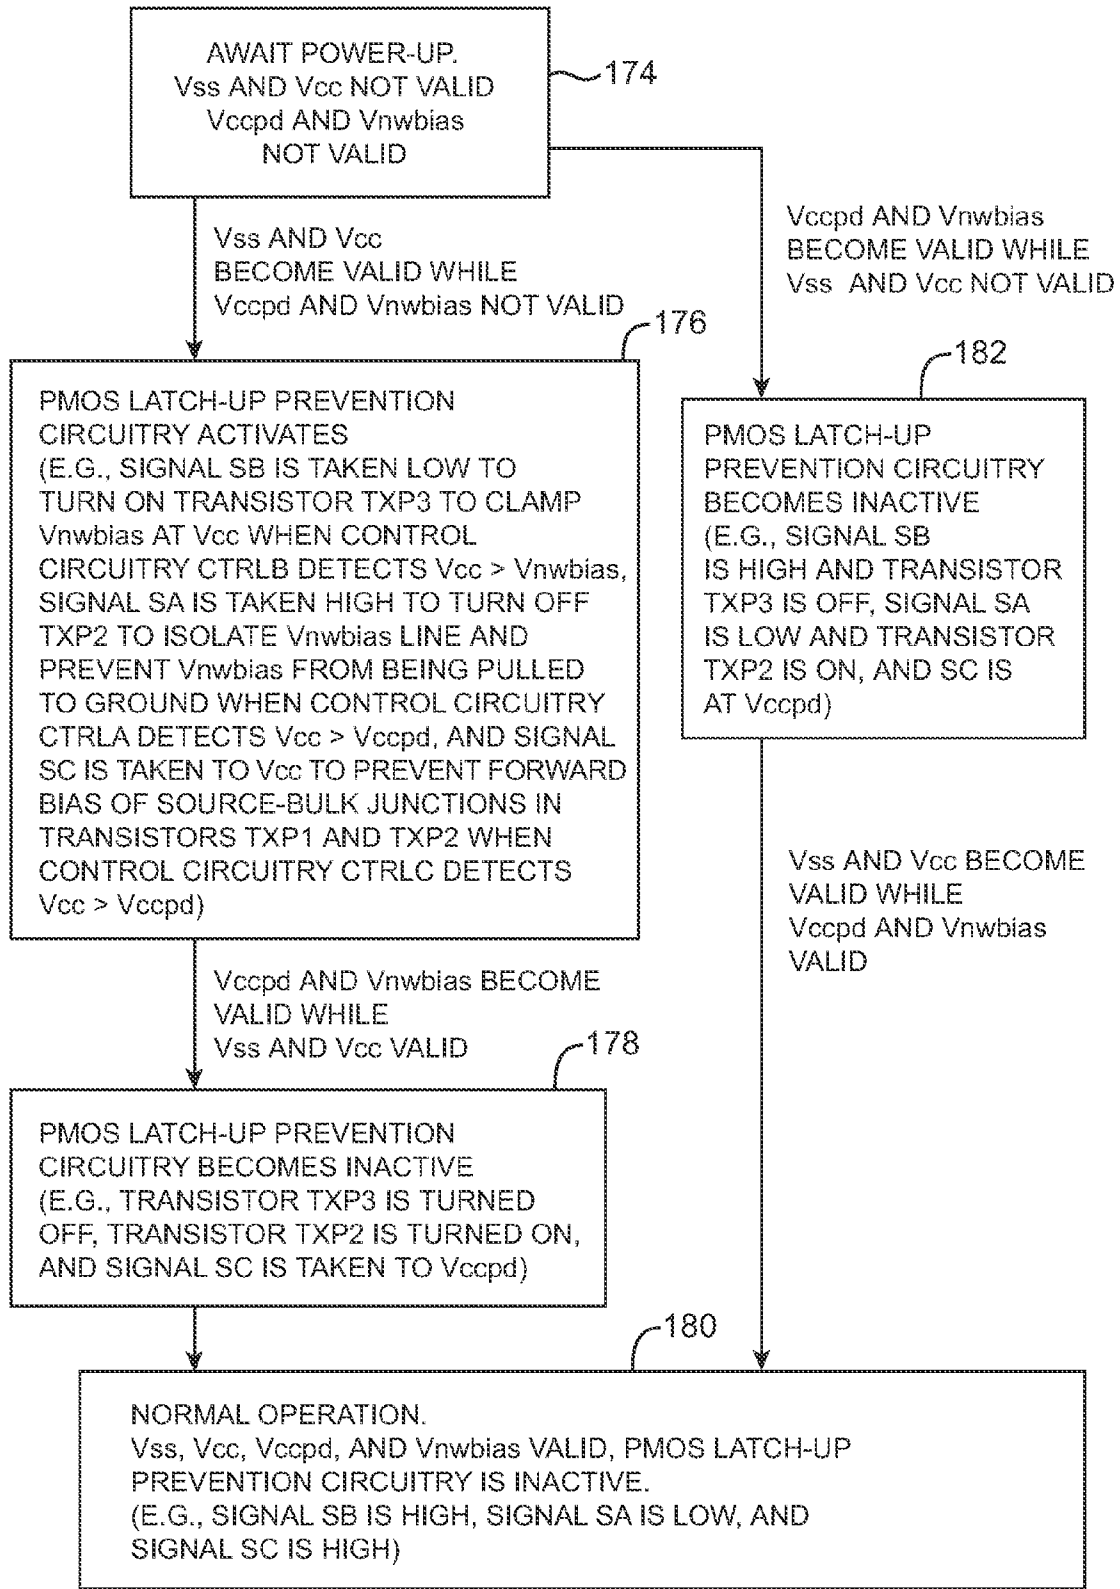 AWAIT POWER-UP.
Vss AND Vcc NOT VALID
Vccpd AND Vnwbias
NOT VALID
174
Vss AND Vcc
BECOME VALID WHILE
Vccpd AND Vnwbias NOT VALID
Vccpd AND Vnwbias
BECOME VALID WHILE
Vss AND Vcc NOT VALID
176
PMOS LATCH-UP PREVENTION
CIRCUITRY ACTIVATES
(E.G., SIGNAL SB IS TAKEN LOW TO
TURN ON TRANSISTOR TXP3 TO CLAMP
Vnwbias AT Vcc WHEN CONTROL
CIRCUITRY CTRLB DETECTS Vcc > Vnwbias,
SIGNAL SA IS TAKEN HIGH TO TURN OFF
TXP2 TO ISOLATE Vnwbias LINE AND
PREVENT Vnwbias FROM BEING PULLED
TO GROUND WHEN CONTROL CIRCUITRY
CTRLA DETECTS Vcc > Vccpd, AND SIGNAL
SC IS TAKEN TO Vcc TO PREVENT FORWARD
BIAS OF SOURCE-BULK JUNCTIONS IN
TRANSISTORS TXP1 AND TXP2 WHEN
CONTROL CIRCUITRY CTRLC DETECTS
Vcc > Vccpd)
182
PMOS LATCH-UP
PREVENTION CIRCUITRY
BECOMES INACTIVE
(E.G., SIGNAL SB
IS HIGH AND TRANSISTOR
TXP3 IS OFF, SIGNAL SA
IS LOW AND TRANSISTOR
TXP2 IS ON, AND SC IS
AT Vccpd)
Vccpd AND Vnwbias BECOME
VALID WHILE
Vss AND Vcc VALID
Vss AND Vcc BECOME
VALID WHILE
Vccpd AND Vnwbias
VALID
178
PMOS LATCH-UP PREVENTION
CIRCUITRY BECOMES INACTIVE
(E.G., TRANSISTOR TXP3 IS TURNED
OFF, TRANSISTOR TXP2 IS TURNED ON,
AND SIGNAL SC IS TAKEN TO Vccpd)
180
NORMAL OPERATION.
Vss, Vcc, Vccpd, AND Vnwbias VALID, PMOS LATCH-UP
PREVENTION CIRCUITRY IS INACTIVE.
(E.G., SIGNAL SB IS HIGH, SIGNAL SA IS LOW, AND
SIGNAL SC IS HIGH)